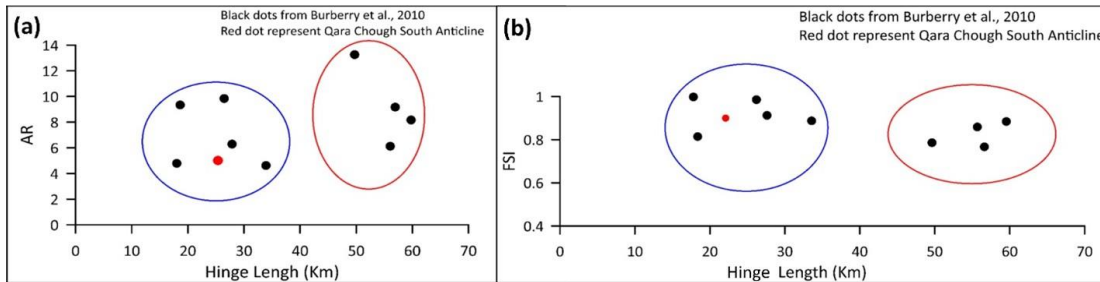 (a)
Black dots from Burberry et al., 2010
Red dot represent Qara Chough South Anticline
14
12
10
8
6
4
2
0
AR
0 10 20 30 40 50 60 70
Hinge Lengh (Km)
(b)
Black dots from Burberry et al., 2010
Red dot represent Qara Chough South Anticline
1
0.8
0.6
0.4
FSI
0 10 20 30 40 50 60 70
Hinge Length (Km)